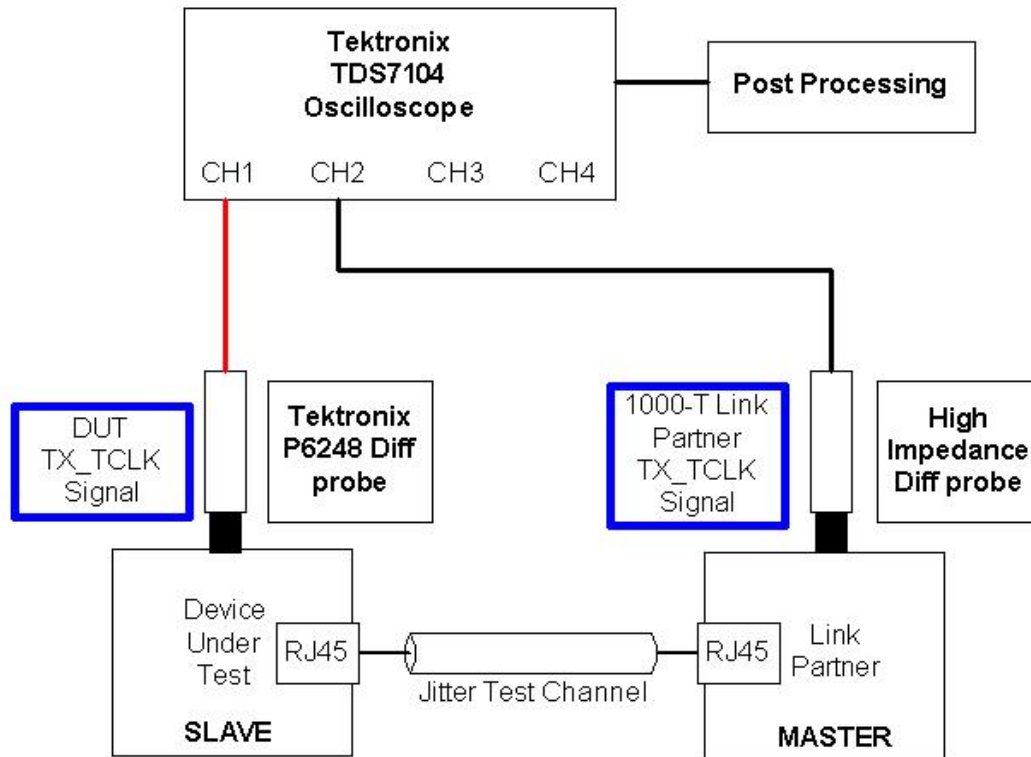 Tektronix
TDS7104
Oscilloscope
CH1
CH2
CH3
CH4
Post Processing
DUT
TX_TCLK
Signal
Tektronix
P6248 Diff
probe
1000-T Link
Partner
TX_TCLK
Signal
High
Impedance
Diff probe
Device
Under
Test
RJ45
SLAVE
Jitter Test Channel
RJ45
Link
Partner
MASTER